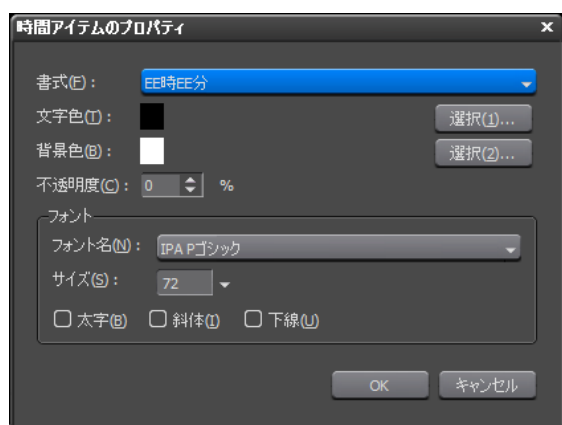 時間アイテムのプロパティ x
書式(F)： EE時EE分
文字色(T)： 選択(1)...
背景色(B)： 選択(2)...
不透明度(C)： 0 %
フォント
フォント名(N)： IPA Pゴシック
サイズ(S)： 72
太字(B) 斜体(I) 下線(U)
OK キャンセル